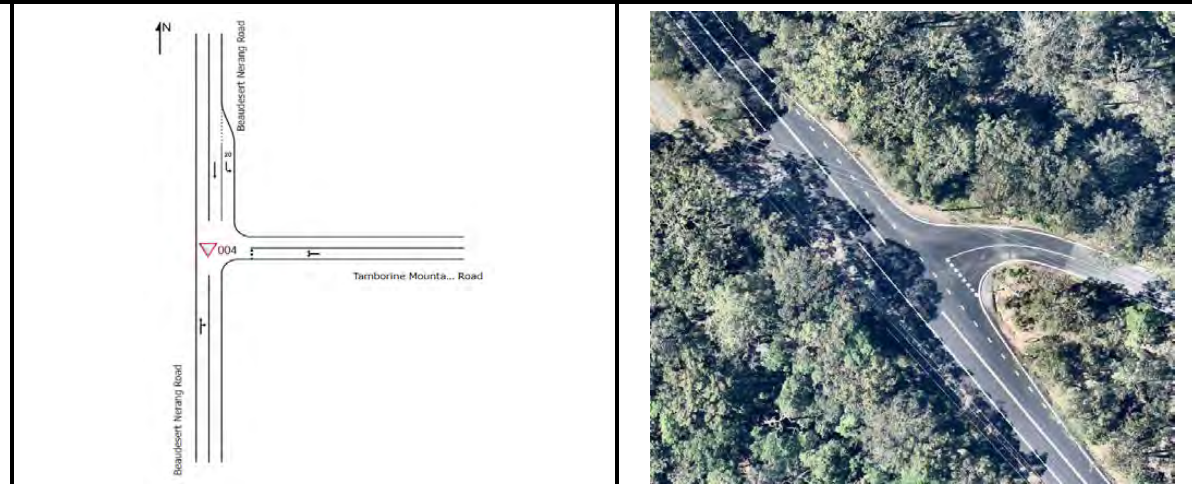 N
Beaudesert Nerang Road
20
004
Tamborine Mounta... Road
Beaudesert Nerang Road